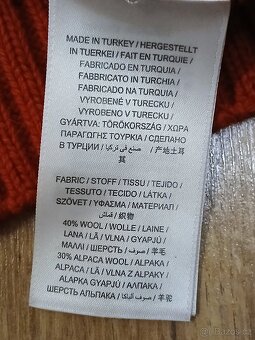 MADE IN TURKEY / HERGESTELLT
IN TUERKEI / FAIT EN TURQUIE /
FABRICADO EN TURQUIA /
FABBRICATO IN TURCHIA /
FABRICADO NA TURQUIA /
VYROBENÉ V TURECKU /
VYROBENO V TURECKU /
GYÁRTVA: TÖRÖKORSZÁG / ΧΩΡΑ
ΠΑΡΑΓΩΓΗΣ ΤΟΥΡΚΙΑ / СДЕЛАНО
В ТУРЦИИ / صنع في تركيا / 产地土耳
其
FABRIC / STOFF / TISSU / TEJIDO /
TESSUTO / TECIDO / LÁTKA /
SZÖVET / ΥΦΑΣΜΑ / МАТЕРИАЛ /
قماش / 织物
40% WOOL / WOLLE / LAINE /
LANA / LÃ / VLNA / GYAPJÚ /
ΜΑΛΛΙ / ШЕРСТЬ / صوف / 羊毛
30% ALPACA WOOL / ALPAKA /
ALPACA / LÃ / VLNA Z ALPAKY /
ALPAKA GYAPJÚ / ΑΛΠΑΚΑ /
ШЕРСТЬ АЛЬПАКА / صوف ألباكا / 羊驼